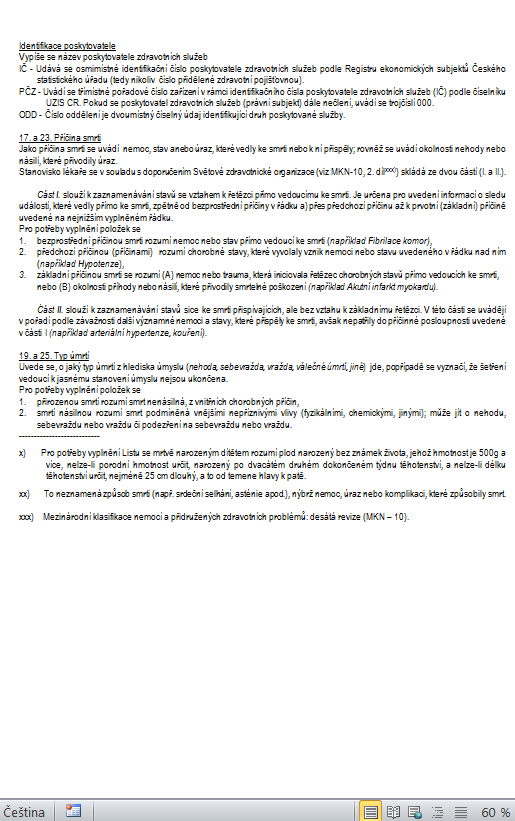 Identifikace poskytovatele
Vypíše se název poskytovatele zdravotních služeb
IČ - Udává se osmimístné identifikační číslo poskytovatele zdravotních služeb podle Registru ekonomických subjektů Českého
statistického úřadu (tedy nikoliv číslo přidělené zdravotní pojišťovnou).
PČZ - Uvádí se třímístné pořadové číslo zařízení v rámci identifikačního čísla poskytovatele zdravotních služeb (IČ) podle číselníku
UZIS CR. Pokud se poskytovatel zdravotních služeb (právní subjekt) dále nečlení, uvádí se trojčíslí 000.
ODD - Číslo oddělení je dvoumístný číselný údaj identifikující druh poskytované služby.
17. a 23. Příčina smrti
Jako příčina smrti se uvádí nemoc, stav anebo úraz, které vedly ke smrti nebo k ní přispěly; rovněž se uvádí okolnosti nehody nebo
násilí, které přivodily úraz.
Stanovisko lékaře se v souladu s doporučením Světové zdravotnické organizace (viz MKN-10, 2. díl xxx)) skládá ze dvou částí (I. a II.).
Část I. slouží k zaznamenávání stavů se vztahem k řetězci přímo vedoucímu ke smrti. Je určena pro uvedení informací o sledu
událostí, které vedly přímo ke smrti, zpětně od bezprostřední příčiny v řádku a) přes předchozí příčinu až k prvotní (základní) příčině
uvedené na nejnižším vyplněném řádku.
Pro potřeby vyplnění položek se
1. bezprostřední příčinou smrti rozumí nemoc nebo stav přímo vedoucí ke smrti (například Fibrilace komor),
2. předchozí příčinou (příčinami) rozumí chorobné stavy, které vyvolaly vznik nemoci nebo stavu uvedeného v řádku nad ním
(například Hypotenze),
3. základní příčinou smrti se rozumí (A) nemoc nebo trauma, která iniciovala řetězec chorobných stavů přímo vedoucích ke smrti,
nebo (B) okolnosti příhody nebo násilí, které přivodily smrtelné poškození (například Akutní infarkt myokardu).
Část II. slouží k zaznamenávání stavů sice ke smrti přispívajících, ale bez vztahu k základnímu řetězci. V této části se uvádějí
v pořadí podle závažnosti další významné nemoci a stavy, které přispěly ke smrti, avšak nepatřily do příčinné posloupnosti uvedené
v části I (například arteriální hypertenze, kouření).
19. a 25. Typ úmrtí
Uvede se, o jaký typ úmrtí z hlediska úmyslu (nehoda, sebevražda, vražda, válečné úmrtí, jiné) jde, popřípadě se vyznačí, že šetření
vedoucí k jasnému stanovení úmyslu nejsou ukončena.
Pro potřeby vyplnění položek se
1. přirozenou smrtí rozumí smrt nenásilná, z vnitřních chorobných příčin,
2. smrtí násilnou rozumí smrt podmíněná vnějšími nepříznivými vlivy (fyzikálními, chemickými, jinými); může jít o nehodu,
sebevraždu nebo vraždu či podezření na sebevraždu nebo vraždu.
---------------------------
x) Pro potřeby vyplnění Listu se mrtvě narozeným dítětem rozumí plod narozený bez známek života, jehož hmotnost je 500g a
více, nelze-li porodní hmotnost určit, narozený po dvacátém druhém dokončeném týdnu těhotenství, a nelze-li délku
těhotenství určit, nejméně 25 cm dlouhý, a to od temene hlavy k patě.
xx) To neznamená způsob smrti (např. srdeční selhání, asténie apod.), nýbrž nemoc, úraz nebo komplikaci, které způsobily smrt.
xxx) Mezinárodní klasifikace nemocí a přidružených zdravotních problémů: desátá revize (MKN – 10).
Čeština
60 %